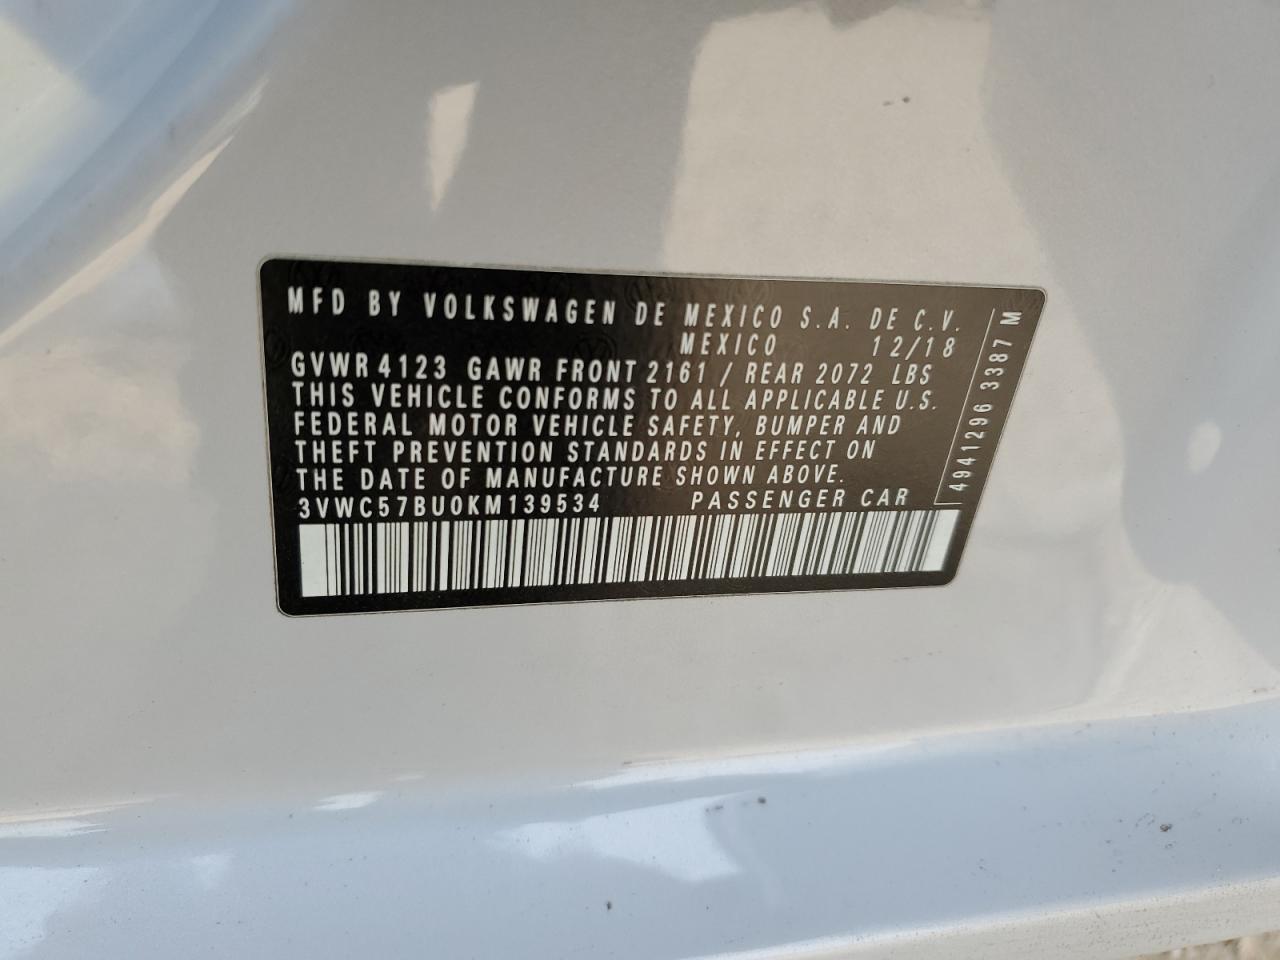 MFD BY VOLKSWAGEN DE MEXICO S.A. DE C.V.
MEXICO 12/18
GVWR 4123 GAWR FRONT 2161 / REAR 2072 LBS
THIS VEHICLE CONFORMS TO ALL APPLICABLE U.S.
FEDERAL MOTOR VEHICLE SAFETY, BUMPER AND
THEFT PREVENTION STANDARDS IN EFFECT ON
THE DATE OF MANUFACTURE SHOWN ABOVE.
3VWC57BU0KM139534 PASSENGER CAR
4941296 3387 M